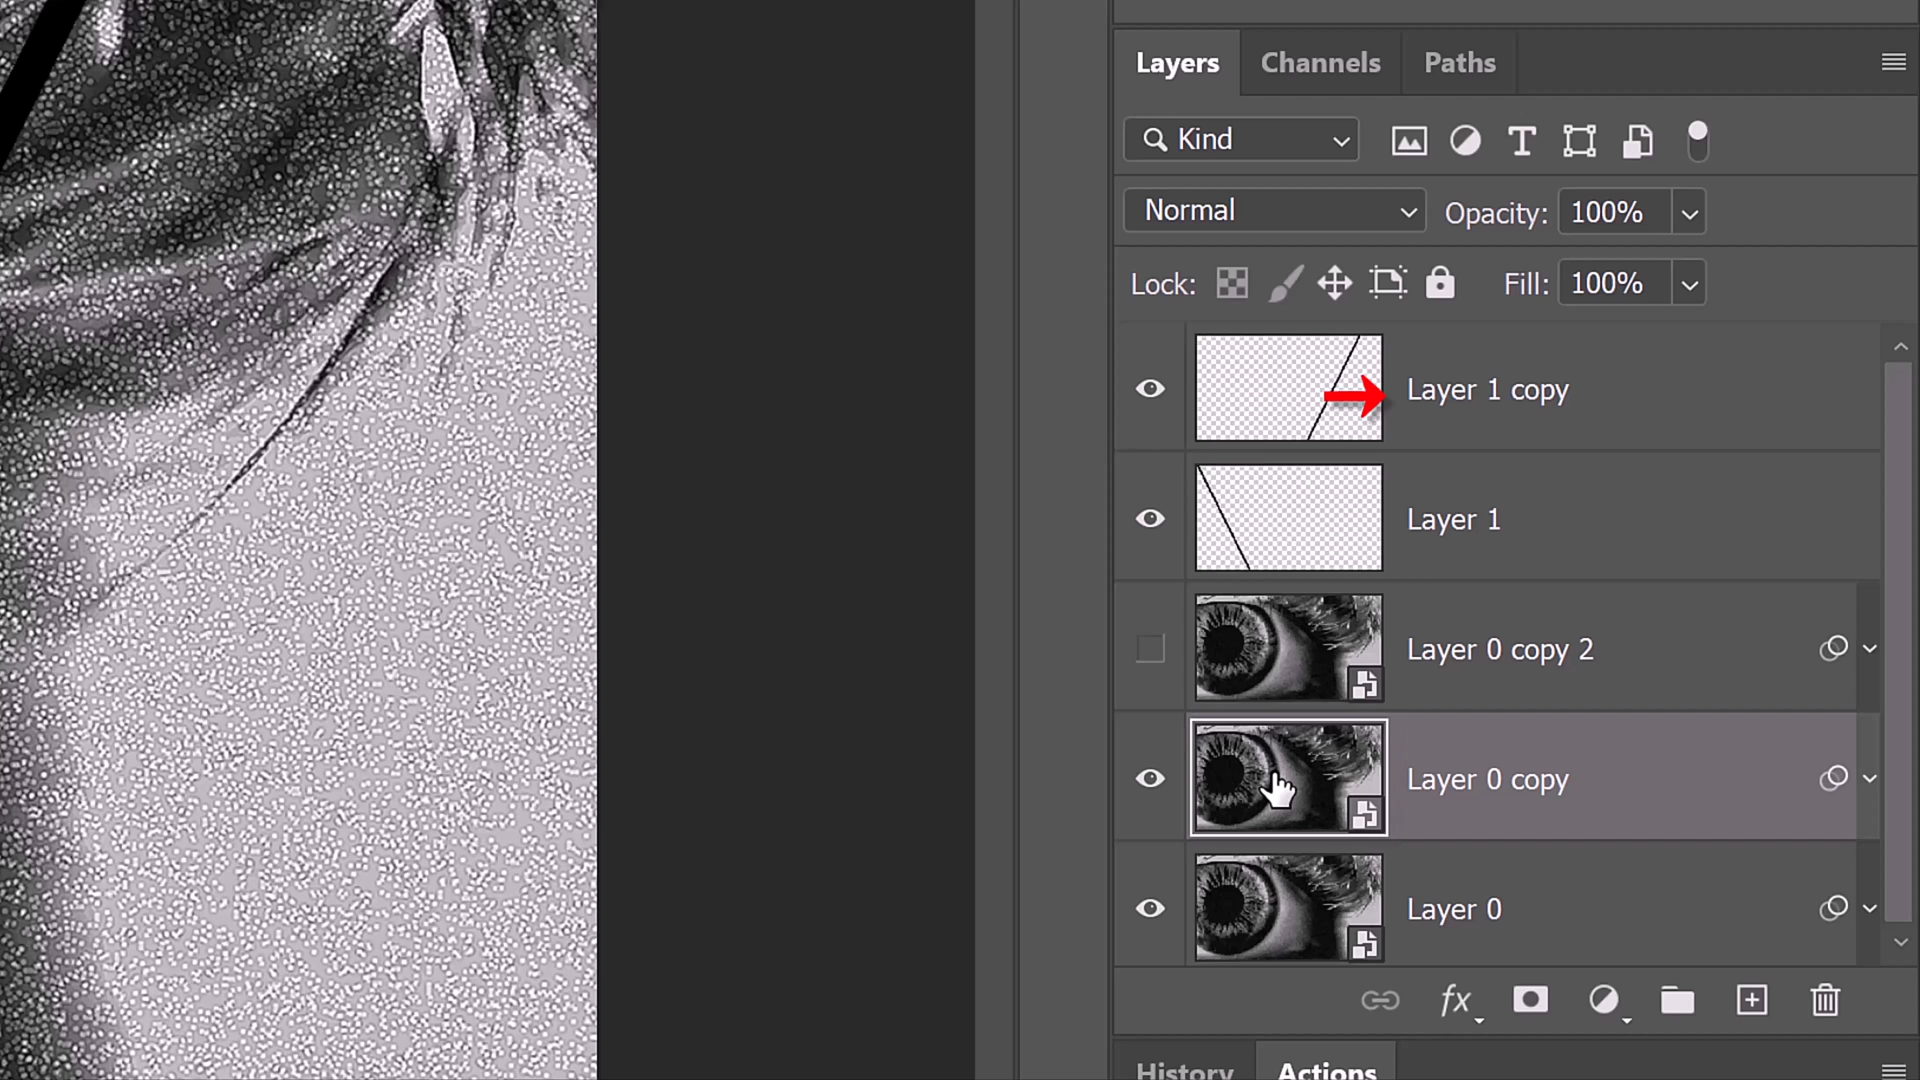 Layers Channels Paths
Kind
Normal Opacity: 100%
Lock: Fill: 100%
Layer 1 copy
Layer 1
Layer 0 copy 2
Layer 0 copy
Layer 0
fx
History Actions